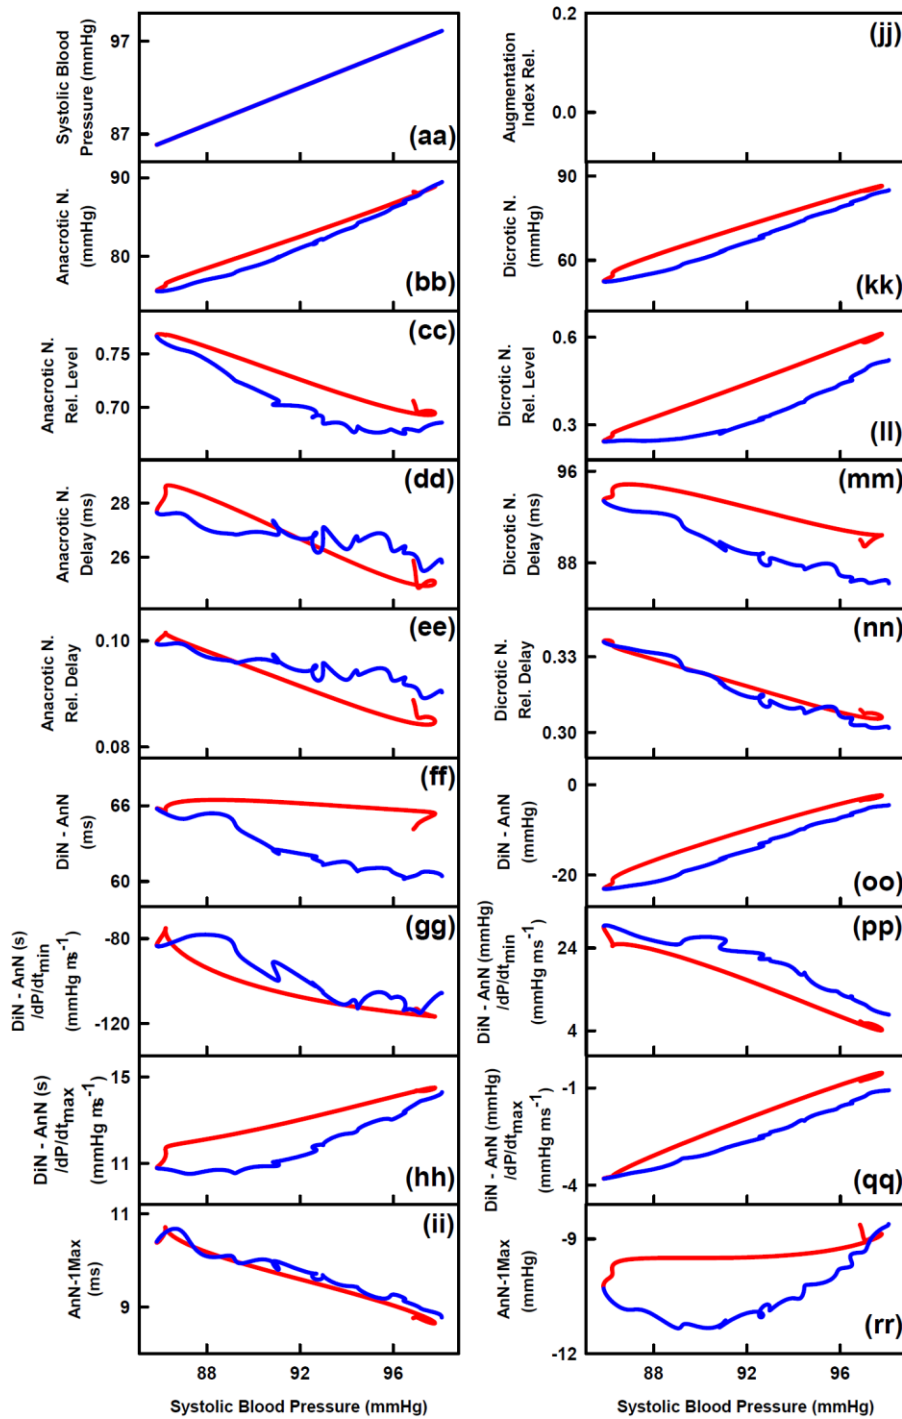 Systolic Blood
Pressure (mmHg)
97
87
(aa)
Anacrotic N.
(mmHg)
90
80
(bb)
Anacrotic N.
Rel. Level
0.75
0.70
(cc)
Anacrotic N.
Delay (ms)
28
26
(dd)
Anacrotic N.
Rel. Delay
0.10
0.08
(ee)
DiN - AnN
(ms)
66
60
(ff)
DiN - AnN (s)
/dP/dtmin
(mmHg ms-1)
-80
-120
(gg)
DiN - AnN (s)
/dP/dtmax
(mmHg ms-1)
15
11
(hh)
AnN-1Max
(ms)
11
9
(ii)
88 92 96
Systolic Blood Pressure (mmHg)
Augmentation
Index Rel.
0.2
0.0
(jj)
Dicrotic N.
(mmHg)
90
60
(kk)
Dicrotic N.
Rel. Level
0.6
0.3
(ll)
Dicrotic N.
Delay (ms)
96
88
(mm)
Dicrotic N.
Rel. Delay
0.33
0.30
(nn)
DiN - AnN
(mmHg)
0
-20
(oo)
DiN - AnN (mmHg)
/dP/dtmin
(mmHg ms-1)
24
4
(pp)
DiN - AnN (mmHg)
/dP/dtmax
(mmHg ms-1)
-1
-4
(qq)
AnN-1Max
(mmHg)
-9
-12
(rr)
88 92 96
Systolic Blood Pressure (mmHg)